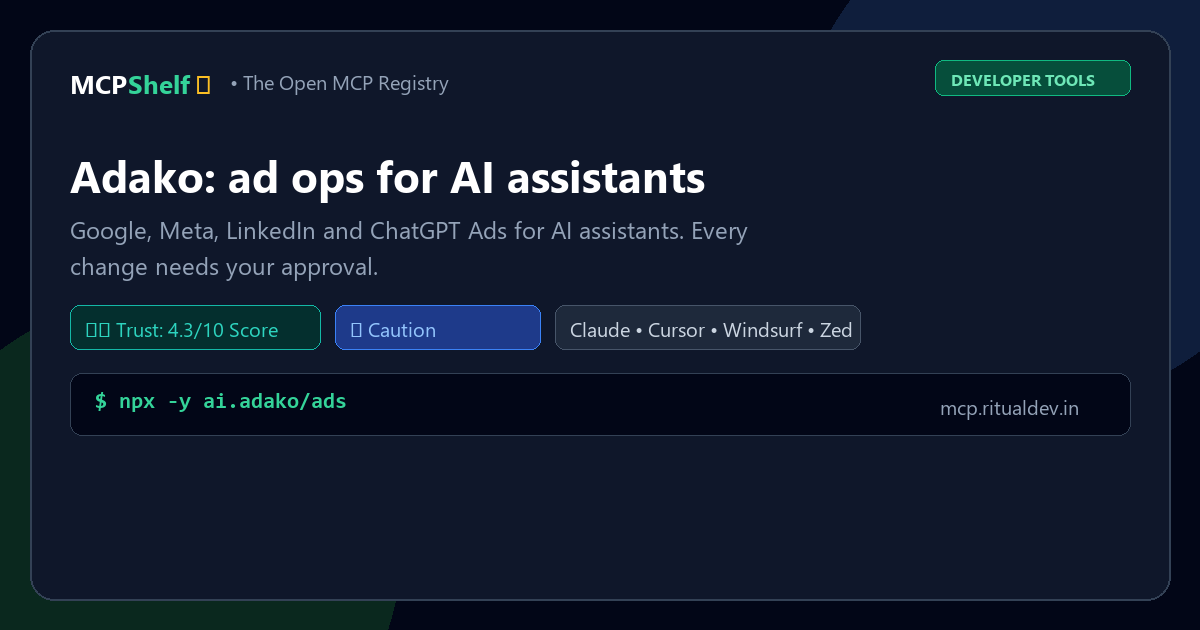 MCPShelf • The Open MCP Registry
DEVELOPER TOOLS
Adako: ad ops for AI assistants
Google, Meta, LinkedIn and ChatGPT Ads for AI assistants. Every
change needs your approval.
Trust: 4.3/10 Score
Caution
Claude • Cursor • Windsurf • Zed
$ npx -y ai.adako/ads
mcp.ritualdev.in